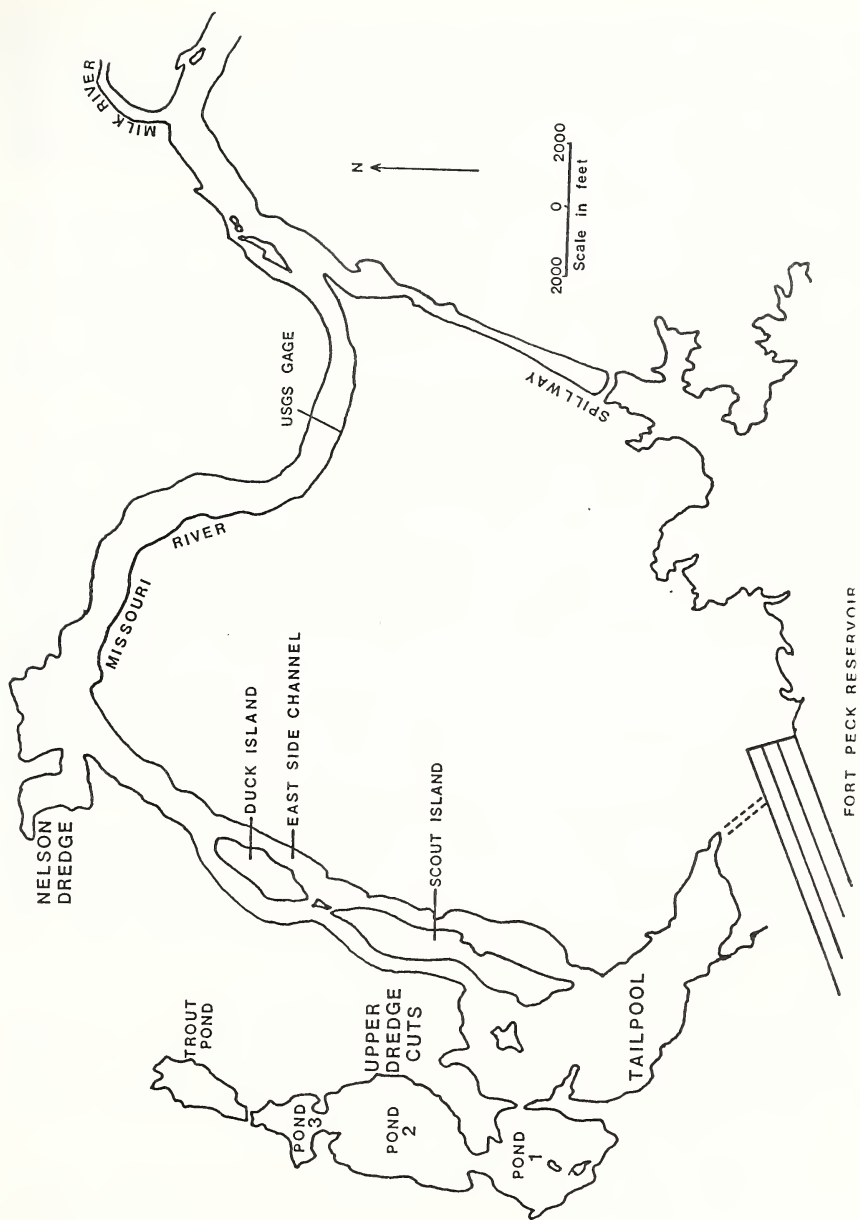 MILK RIVER
N
2000 0 2000
Scale in feet
USGS GAGE
SPILLWAY
MISSOURI
RIVER
NELSON
DREDGE
DUCK ISLAND
EAST SIDE CHANNEL
SCOUT ISLAND
TROUT
POND
UPPER
DREDGE
CUTS
POND
3
POND
2
POND
1
TAILPOOL
FORT PECK RESERVOIR